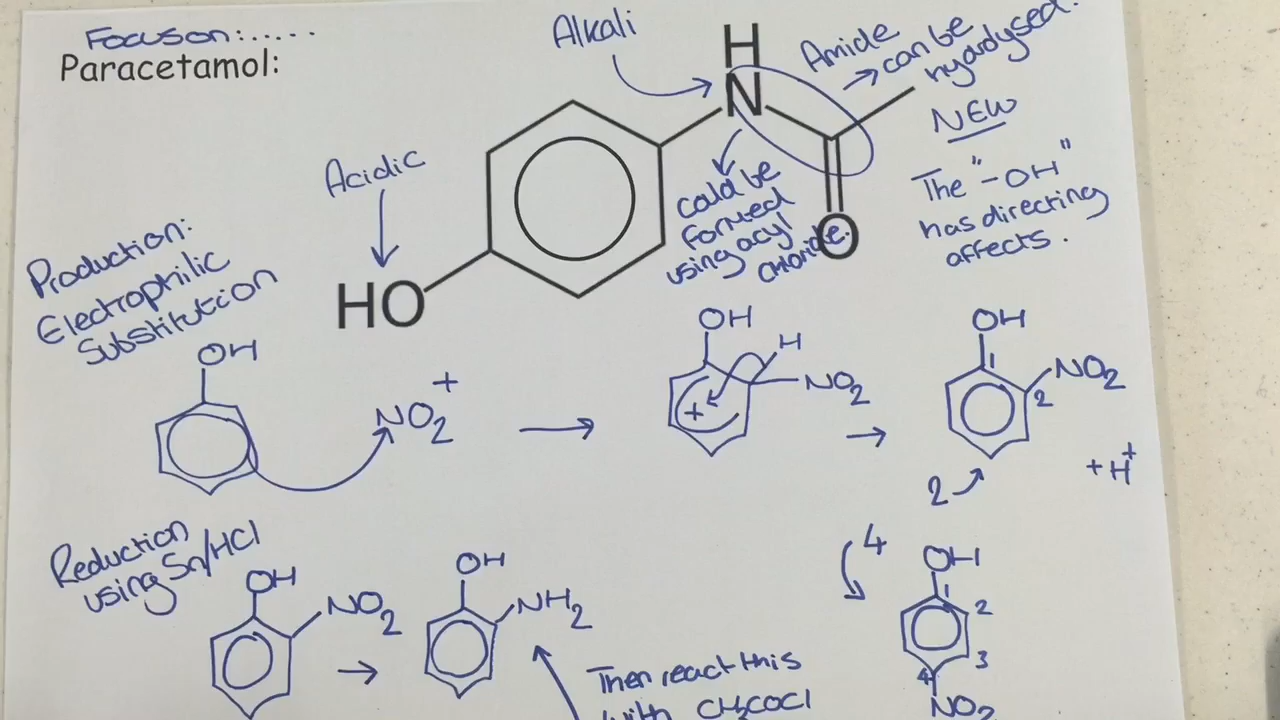 Focus on:.....
Paracetamol:
Alkali
H
N
Amide
→ can be
hyrdolysed.
NEW
The "-OH"
has directing
affects.
Acidic
HO
O
could be
formed
using acyl
chloride.
Production:
Electrophilic
Substitution
OH
NO2+
OH
H
+
NO2
OH
1
NO2
2
2
+H+
Reduction
using Sn/HCl
OH
NO2
OH
NH2
Then react this
with CH3COCl
4
OH
1
2
3
4
NO2